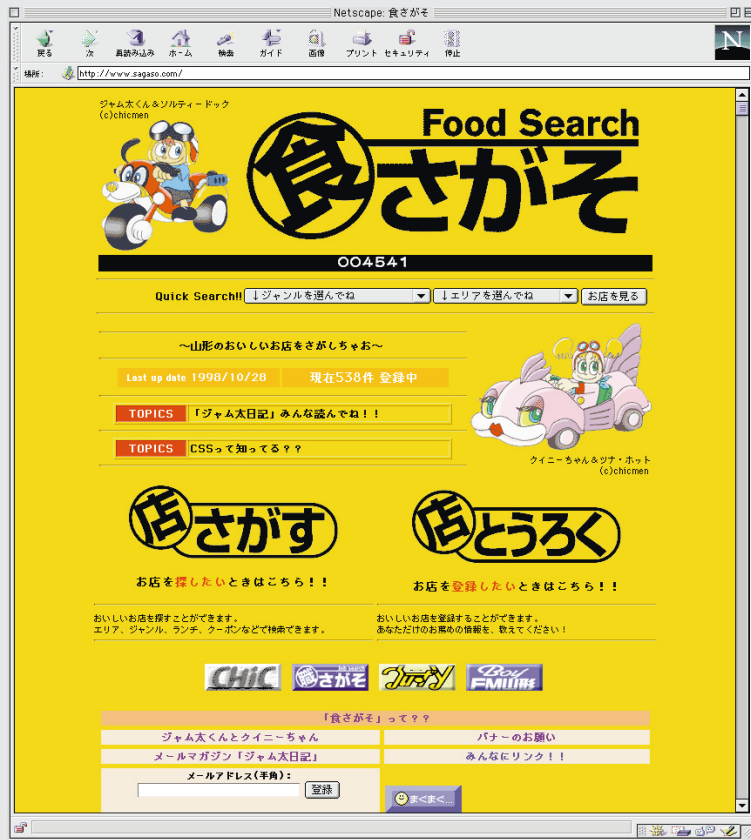 Netscape: 食さがそ
戻る 次 再読み込み ホーム 検索 ガイド 画像 プリント セキュリティ 停止
N
場所: http://www.sagaso.com/
ジャム太くん&ソルティードック
(c)chicmen
Food Search
食さがそ
004541
Quick Search!! ↓ジャンルを選んでね ↓エリアを選んでね お店を見る
〜山形のおいしいお店をさがしちゃお〜
Last up date 1998/10/28 現在538件 登録中
TOPICS 「ジャム太日記」みんな読んでね!!
TOPICS CSSって知ってる??
クイニーちゃん&ツナ・ホット
(c)chicmen
店さがす
お店を探したいときはこちら!!
店とうろく
お店を登録したいときはこちら!!
おいしいお店を探すことができます。
エリア、ジャンル、ランチ、クーポンなどで検索できます。
おいしいお店を登録することができます。
あなただけのお薦めの情報を、教えてください!
CHiC job search 職さがそ Boy FM山形
「食さがそ」って??
ジャム太くんとクイニーちゃん バナーのお願い
メールマガジン「ジャム太日記」 みんなにリンク!!
メールアドレス(半角):
登録
まぐまぐ...